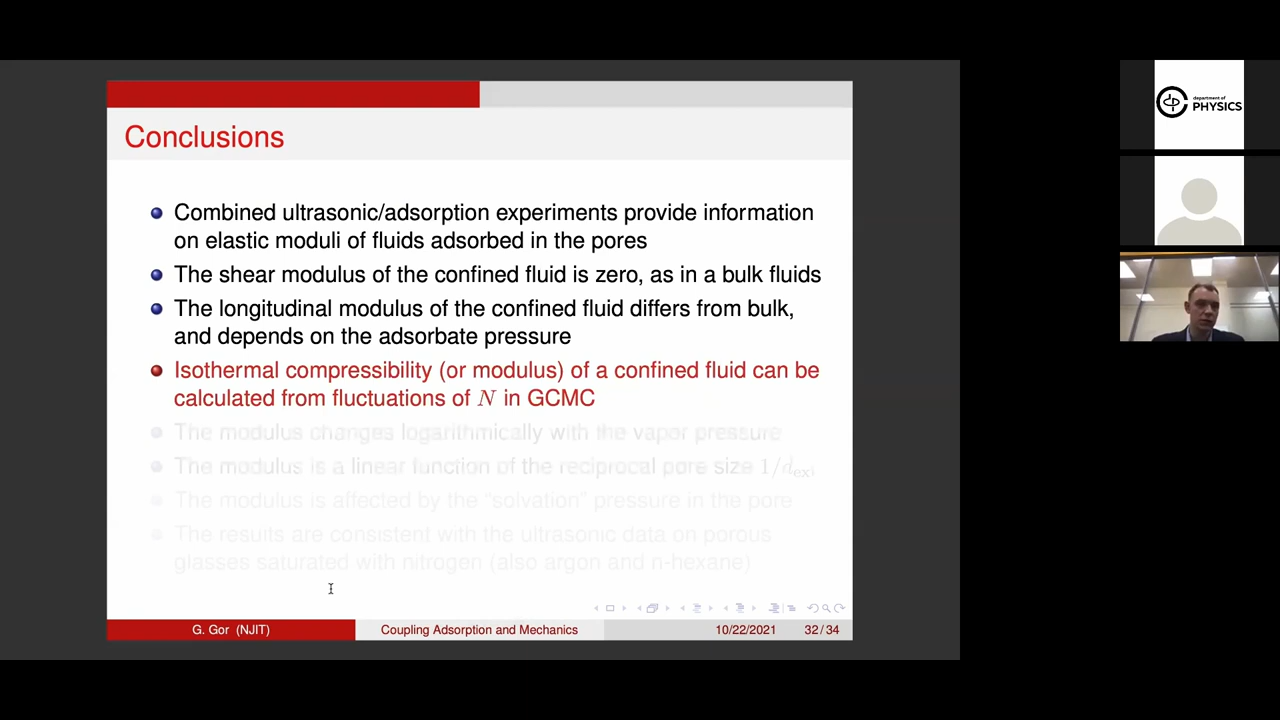 Conclusions
Combined ultrasonic/adsorption experiments provide information
on elastic moduli of fluids adsorbed in the pores
The shear modulus of the confined fluid is zero, as in a bulk fluids
The longitudinal modulus of the confined fluid differs from bulk,
and depends on the adsorbate pressure
Isothermal compressibility (or modulus) of a confined fluid can be
calculated from fluctuations of N in GCMC
The modulus changes logarithmically with the vapor pressure
The modulus is a linear function of the reciprocal pore size 1/d_ext
The modulus is affected by the "solvation" pressure in the pore
The results are consistent with the ultrasonic data on porous
glasses saturated with nitrogen (also argon and n-hexane)
G. Gor (NJIT)
Coupling Adsorption and Mechanics
10/22/2021
32/34
department of
PHYSICS